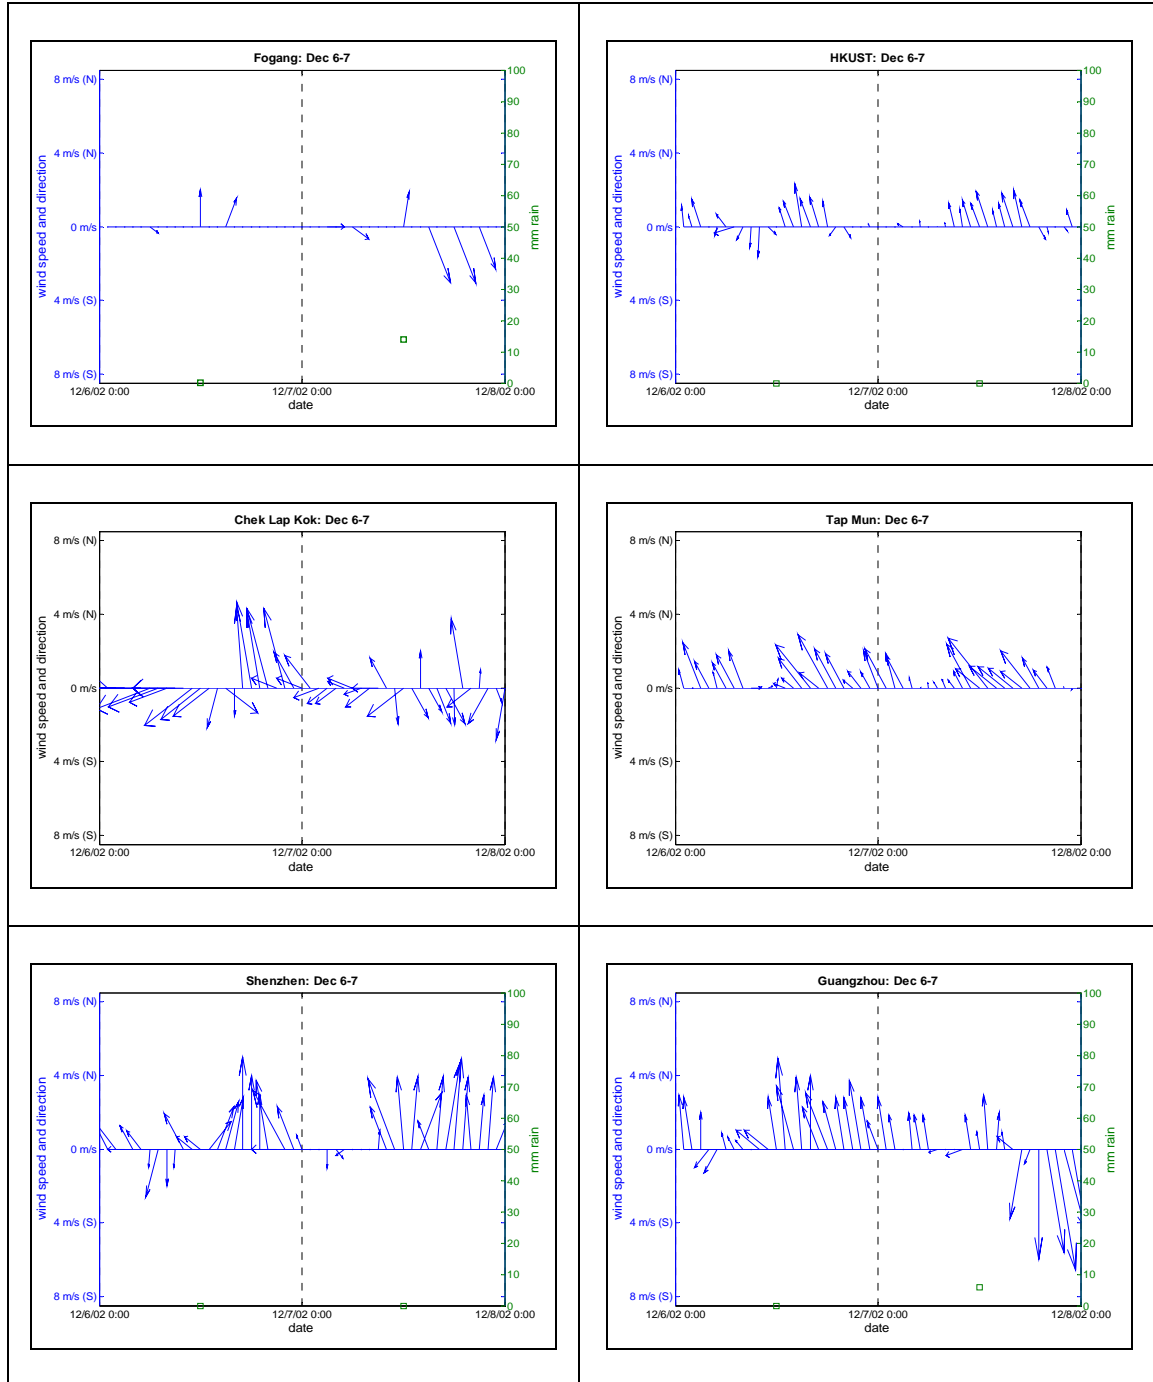 Fogang: Dec 6-7
8 m/s (N)
4 m/s (N)
0 m/s
4 m/s (S)
8 m/s (S)
wind speed and direction
100
90
80
70
60
50
40
30
20
10
0
mm rain
12/6/02 0:00 12/7/02 0:00 12/8/02 0:00
date
HKUST: Dec 6-7
8 m/s (N)
4 m/s (N)
0 m/s
4 m/s (S)
8 m/s (S)
wind speed and direction
100
90
80
70
60
50
40
30
20
10
0
mm rain
12/6/02 0:00 12/7/02 0:00 12/8/02 0:00
date
Chek Lap Kok: Dec 6-7
8 m/s (N)
4 m/s (N)
0 m/s
4 m/s (S)
8 m/s (S)
wind speed and direction
12/6/02 0:00 12/7/02 0:00 12/8/02 0:00
date
Tap Mun: Dec 6-7
8 m/s (N)
4 m/s (N)
0 m/s
4 m/s (S)
8 m/s (S)
wind speed and direction
12/6/02 0:00 12/7/02 0:00 12/8/02 0:00
date
Shenzhen: Dec 6-7
8 m/s (N)
4 m/s (N)
0 m/s
4 m/s (S)
8 m/s (S)
wind speed and direction
100
90
80
70
60
50
40
30
20
10
0
mm rain
12/6/02 0:00 12/7/02 0:00 12/8/02 0:00
date
Guangzhou: Dec 6-7
8 m/s (N)
4 m/s (N)
0 m/s
4 m/s (S)
8 m/s (S)
wind speed and direction
100
90
80
70
60
50
40
30
20
10
0
mm rain
12/6/02 0:00 12/7/02 0:00 12/8/02 0:00
date